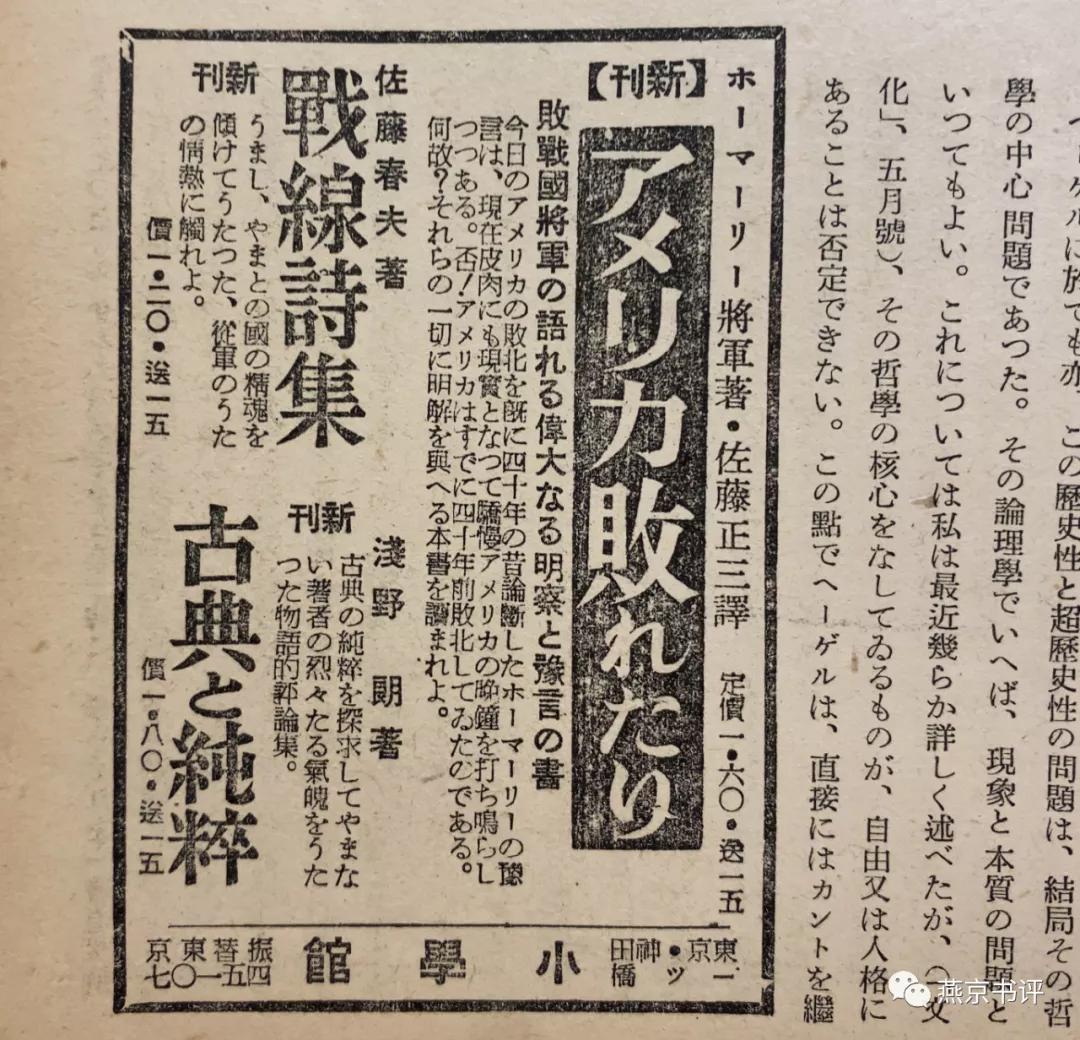 ヘーゲルに於ても亦、この歷史性と超歷史性の問題は、結局その哲
學の中心問題であつた。その論理學でいへば、現象と本質の問題と
いつてもよい。これについては私は最近幾らか詳しく述べたが、(文
化」、五月號)、その哲學の核心をなしてゐるものが、自由又は人格に
あることは否定できない。この點でヘーゲルは、直接にはカントを繼
ホーマーリー將軍著・佐藤正三譯 定價一・六〇・送一五
【新刊】
アメリカ敗れたり
敗戰國將軍の語れる偉大なる明察と豫言の書
今日のアメリカの敗北を旣に四十年の昔論斷したホーマーリーの豫
言は、現在皮肉にも現實となつて驕慢アメリカの晚鐘を打ち鳴らし
つつある。否!アメリカはすでに四十年前敗北してゐたのである。
何故?それらの一切に明解を與へる本書を讀まれよ。
佐藤春夫著
戰線詩集
新刊
うまし、やまとの國の精魂を
傾けてうたつた、從軍のうた
の情熱に觸れよ。
價一・二〇・送一五
淺野 朗著
新刊
古典と純粹
古典の純粹を探求してやまな
い著者の烈々たる氣魄をうた
つた物語的評論集。
價一・八〇・送一五
東京・神田
一ツ橋
小學館
振替東京
四五一〇七
燕京书评